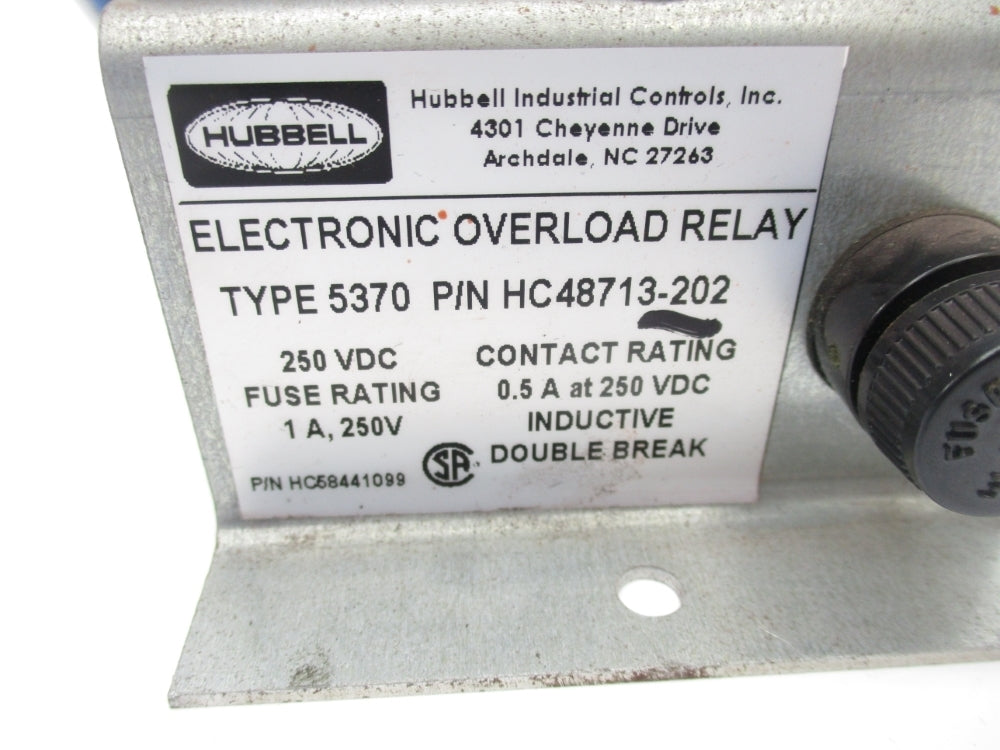 HUBBELL
Hubbell Industrial Controls, Inc.
4301 Cheyenne Drive
Archdale, NC 27263
ELECTRONIC OVERLOAD RELAY
TYPE 5370 P/N HC48713-202
250 VDC
FUSE RATING
1 A, 250V
CONTACT RATING
0.5 A at 250 VDC
INDUCTIVE
DOUBLE BREAK
P/N HC58441099
SA